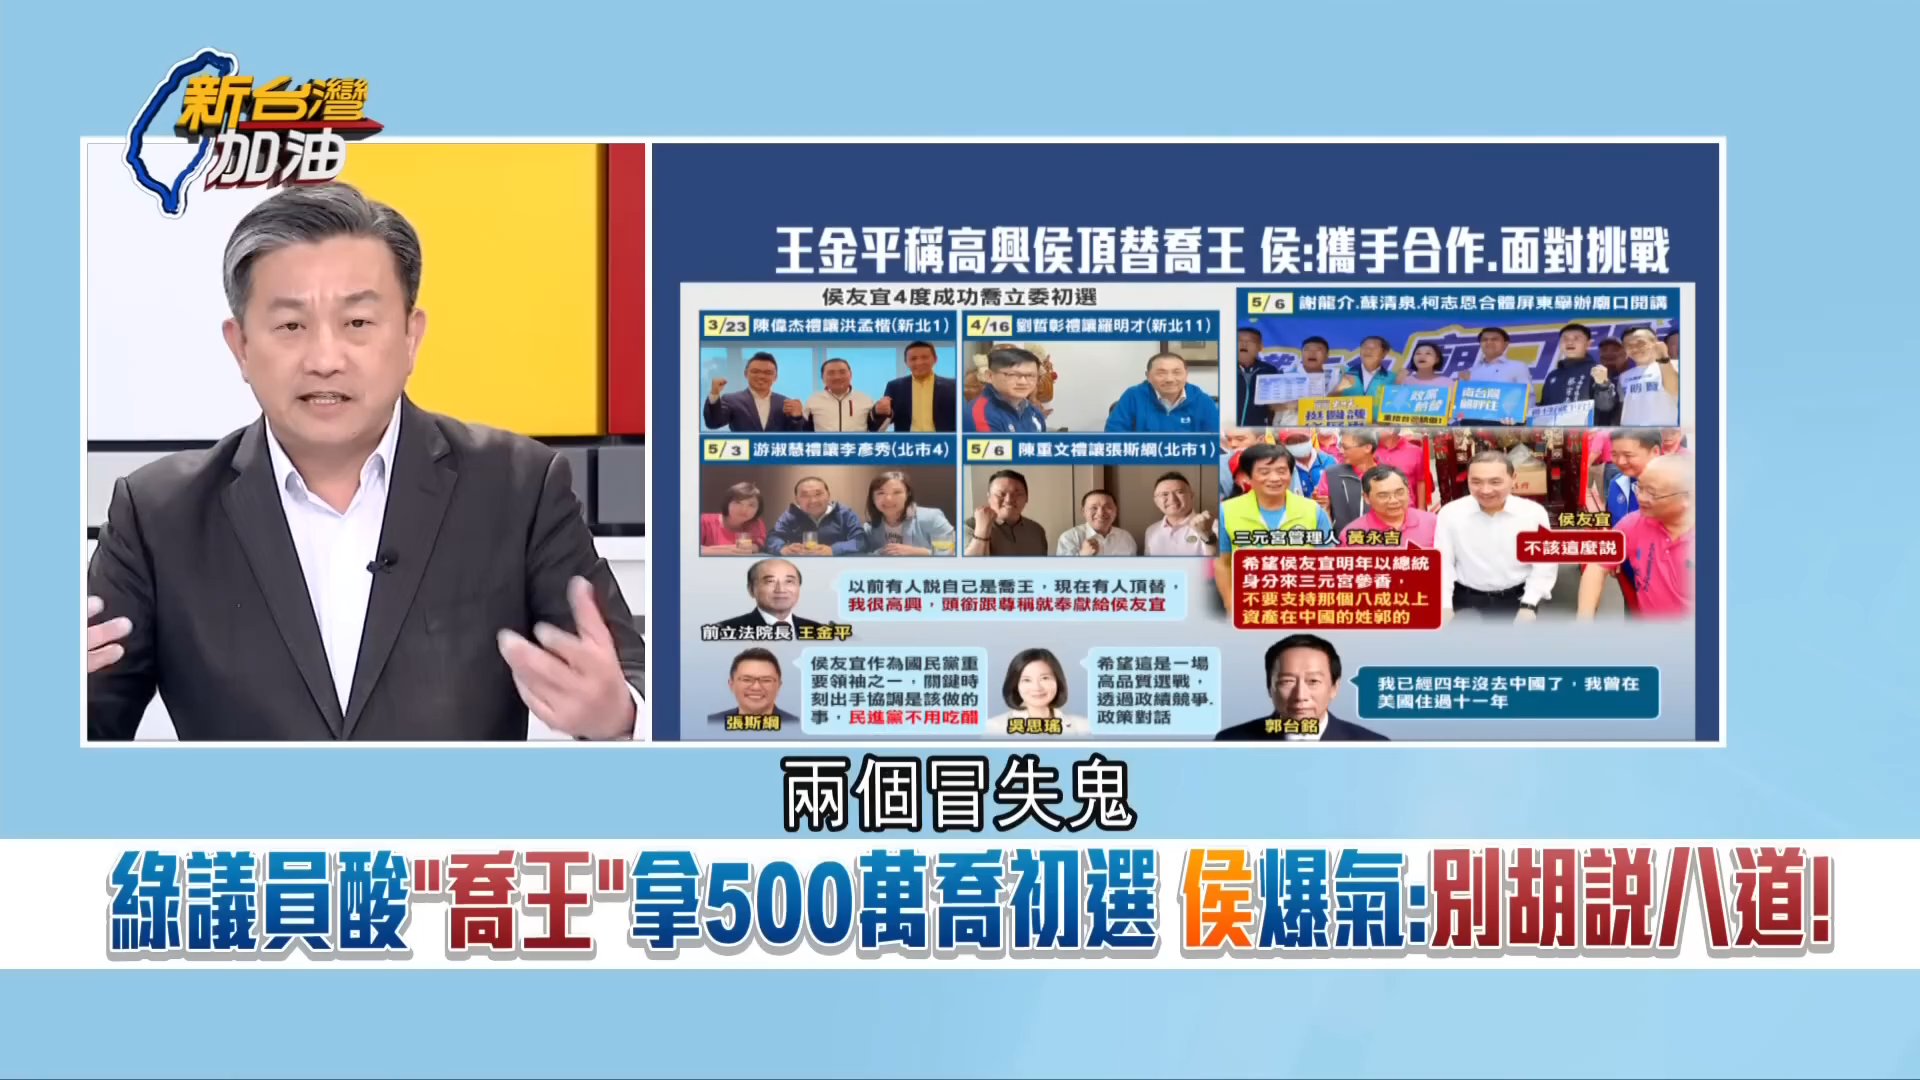 新台灣
加油
王金平稱高興侯頂替喬王 侯:攜手合作.面對挑戰
侯友宜4度成功喬立委初選
3/23 陳偉杰禮讓洪孟楷(新北1)
4/16 劉哲彰禮讓羅明才(新北11)
5/3 游淑慧禮讓李彥秀(北市4)
5/6 陳重文禮讓張斯綱(北市1)
5/6 謝龍介.蘇清泉.柯志恩合體屏東舉辦廟口開講
廟口開
政黨
南台灣
三元宮管理人 黃永吉
希望侯友宜明年以總統
身分來三元宮參香，
不要支持那個八成以上
資產在中國的姓郭的
侯友宜
不該這麼說
以前有人說自己是喬王，現在有人頂替，
我很高興，頭銜跟尊稱就奉獻給侯友宜
前立法院長 王金平
侯友宜作為國民黨重
要領袖之一，關鍵時
刻出手協調是該做的
事，民進黨不用吃醋
張斯綱
希望這是一場
高品質選戰，
透過政績競爭.
政策對話
吳思瑤
我已經四年沒去中國了，我曾在
美國住過十一年
郭台銘
兩個冒失鬼
綠議員酸"喬王"拿500萬喬初選 侯爆氣:別胡說八道!